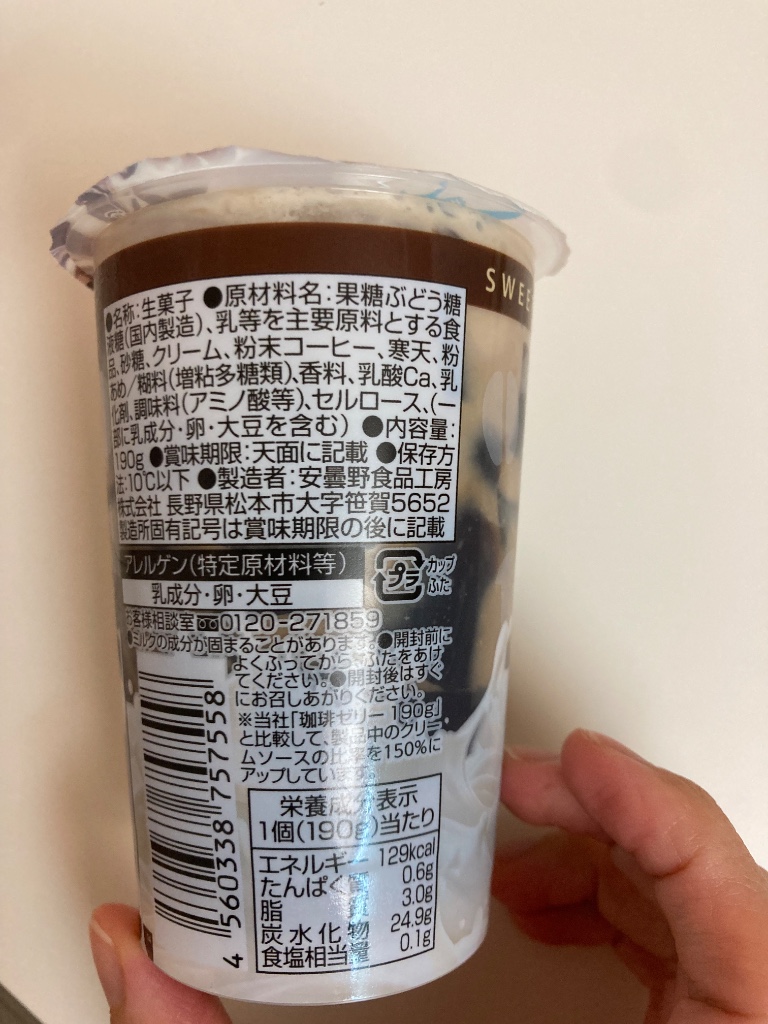 SWEE
●名称:生菓子 ●原材料名:果糖ぶどう糖
液糖(国内製造)、乳等を主要原料とする食
品、砂糖、クリーム、粉末コーヒー、寒天、粉
あめ/糊料(増粘多糖類)、香料、乳酸Ca、乳
化剤、調味料(アミノ酸等)、セルロース、(一
部に乳成分・卵・大豆を含む) ●内容量:
190g ●賞味期限:天面に記載 ●保存方
法:10℃以下 ●製造者:安曇野食品工房
株式会社 長野県松本市大字笹賀5652
製造所固有記号は賞味期限の後に記載
アレルゲン(特定原材料等)
乳成分・卵・大豆
プラ
カップ
ふた
お客様相談室 0120-271859
●ミルクの成分が固まることがあります。●開封前に
よくふってから、ふたをあけ
てください。●開封後はすぐ
にお召しあがりください。
※当社「珈琲ゼリー 190g」
と比較して、製品中のクリー
ムソースの比率を150%に
アップしています。
4 560338 757558
栄養成分表示
1個(190g)当たり
エネルギー 129kcal
たんぱく質 0.6g
脂質 3.0g
炭水化物 24.9g
食塩相当量 0.1g